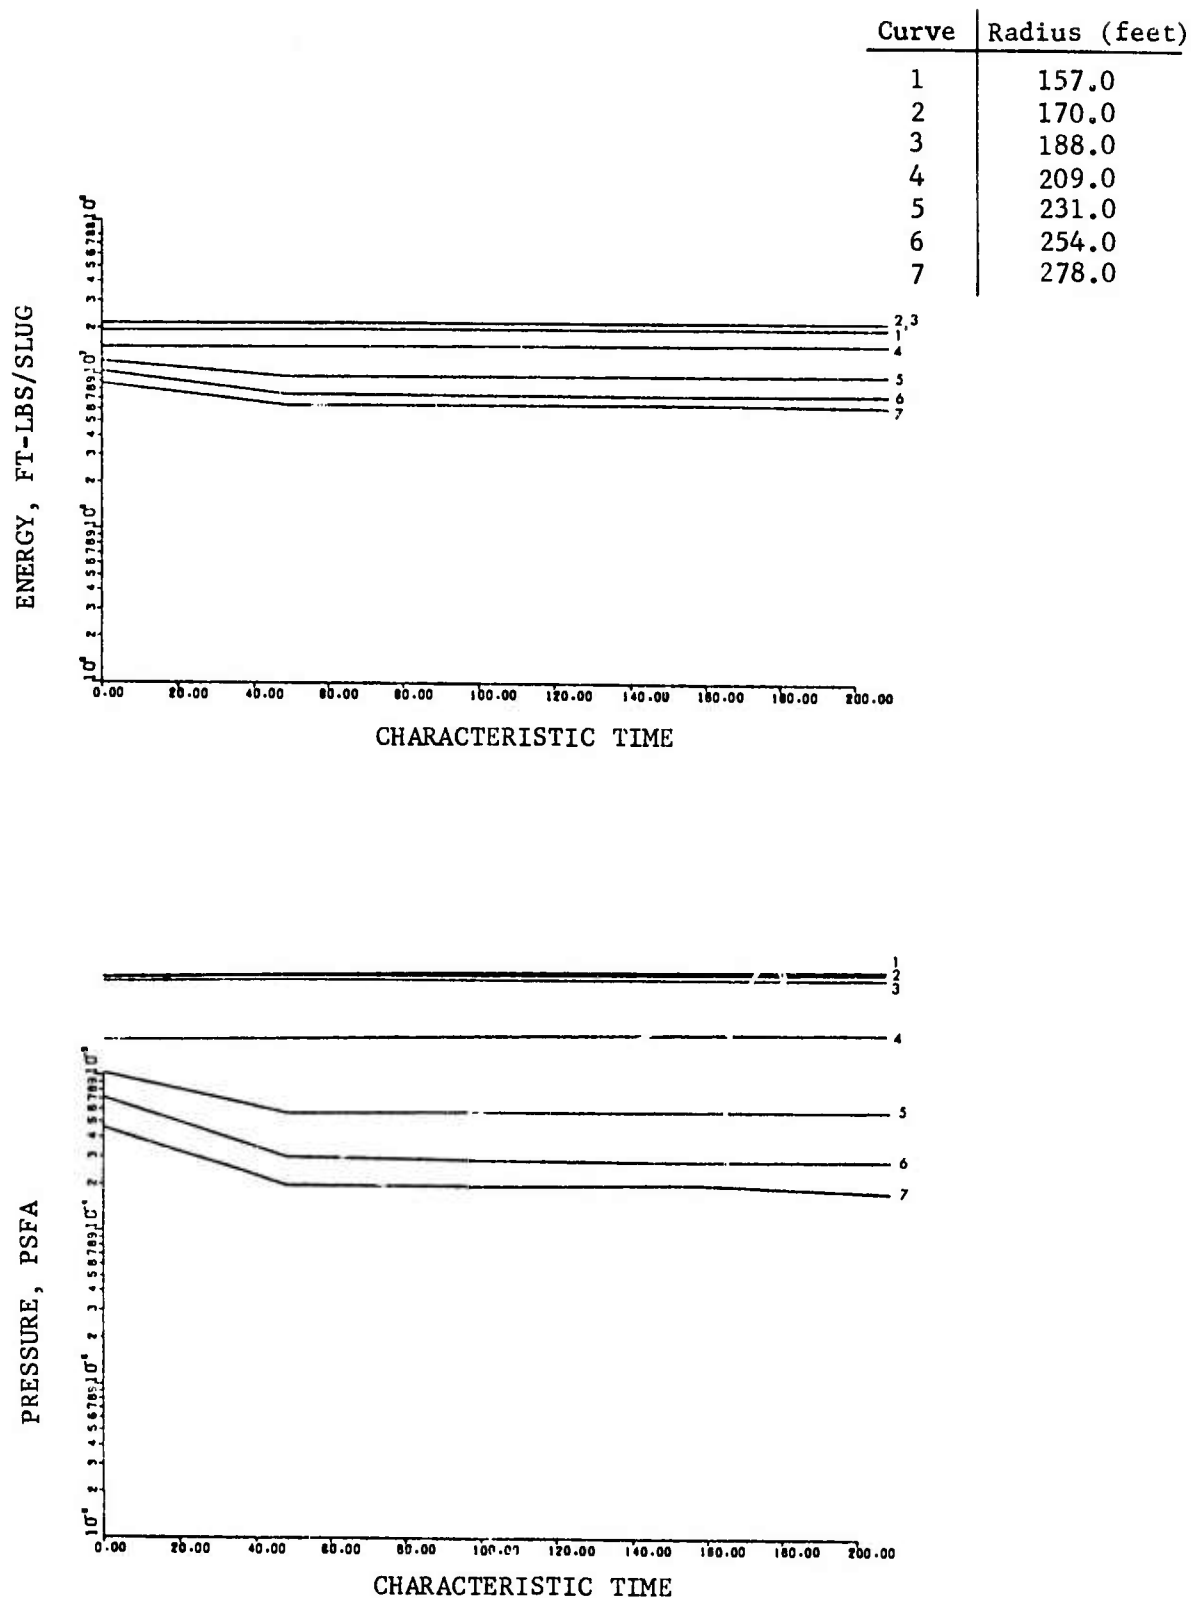 Curve Radius (feet)
1 157.0
2 170.0
3 188.0
4 209.0
5 231.0
6 254.0
7 278.0
ENERGY, FT-LBS/SLUG
2,3
1
4
5
6
7
0.00 20.00 40.00 60.00 80.00 100.00 120.00 140.00 160.00 180.00 200.00
CHARACTERISTIC TIME
PRESSURE, PSFA
1
2
3
4
5
6
7
0.00 20.00 40.00 60.00 80.00 120.00 140.00 160.00 180.00 200.00
CHARACTERISTIC TIME